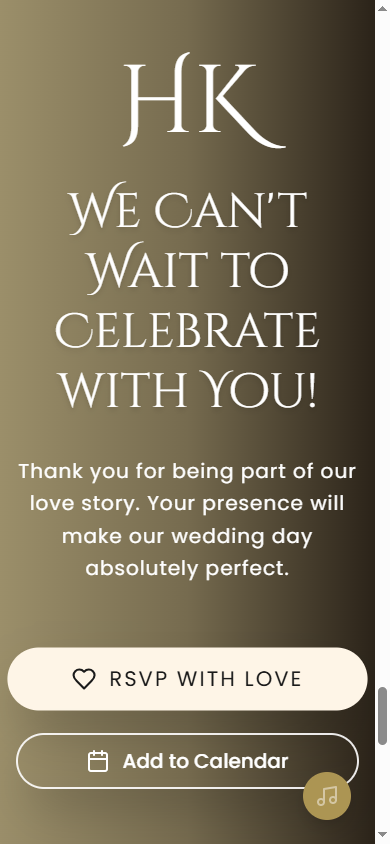 HK
WE CAN'T
WAIT TO
CELEBRATE
WITH YOU!
Thank you for being part of our
love story. Your presence will
make our wedding day
absolutely perfect.
RSVP WITH LOVE
Add to Calendar